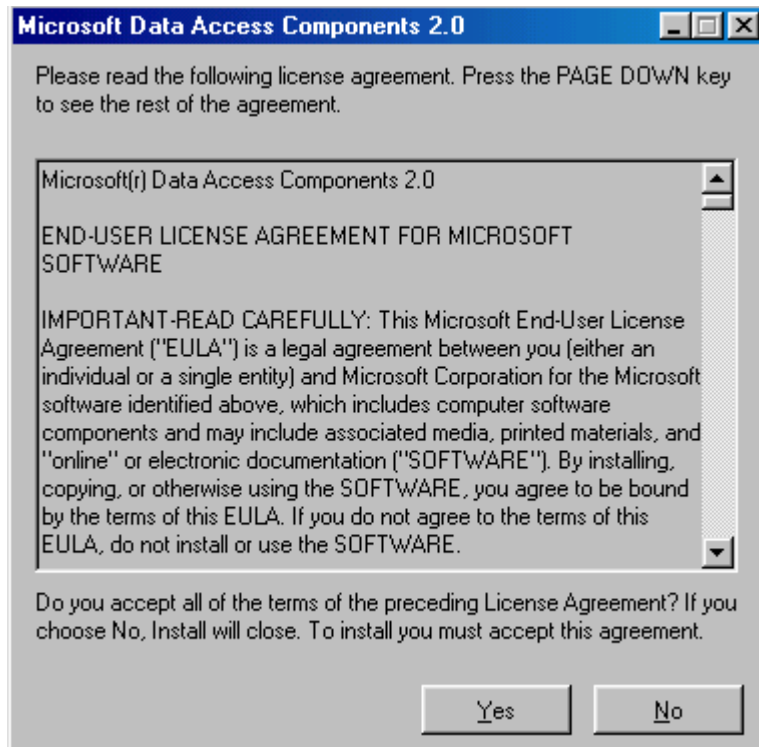 Microsoft Data Access Components 2.0
Please read the following license agreement. Press the PAGE DOWN key
to see the rest of the agreement.
Microsoft(r) Data Access Components 2.0
END-USER LICENSE AGREEMENT FOR MICROSOFT
SOFTWARE
IMPORTANT-READ CAREFULLY: This Microsoft End-User License
Agreement ("EULA") is a legal agreement between you (either an
individual or a single entity) and Microsoft Corporation for the Microsoft
software identified above, which includes computer software
components and may include associated media, printed materials, and
"online" or electronic documentation ("SOFTWARE"). By installing,
copying, or otherwise using the SOFTWARE, you agree to be bound
by the terms of this EULA. If you do not agree to the terms of this
EULA, do not install or use the SOFTWARE.
Do you accept all of the terms of the preceding License Agreement? If you
choose No, Install will close. To install you must accept this agreement.
Yes No